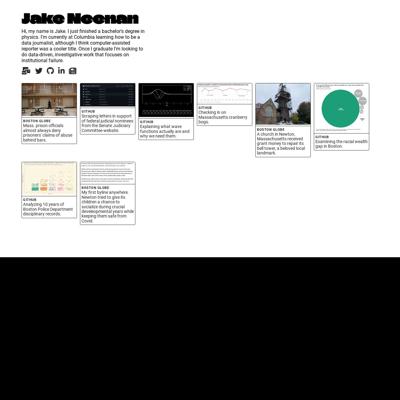 Jake Neenan
Hi, my name is Jake. I just finished a bachelor's degree in
physics. I'm currently at Columbia learning how to be a
data journalist, although I think computer-assisted
reporter was a cooler title. Once I graduate I'm looking to
do data-driven, investigative work that focuses on
institutional failure.
BOSTON GLOBE
Mass. prison officials
almost always deny
prisoners' claims of abuse
behind bars.
GITHUB
Scraping letters in support
of federal judicial nominees
from the Senate Judiciary
Committee website.
GITHUB
Explaining what wave
functions actually are and
why we need them.
GITHUB
Checking in on
Massachusetts cranberry
bogs.
BOSTON GLOBE
A church in Newton,
Massachusetts received
grant money to repair its
bell tower, a beloved local
landmark.
GITHUB
Examining the racial wealth
gap in Boston.
GITHUB
Analyzing 10 years of
Boston Police Department
disciplinary records.
BOSTON GLOBE
My first byline anywhere.
Newton tried to give its
children a chance to
socialize during crucial
developmental years while
keeping them safe from
Covid.